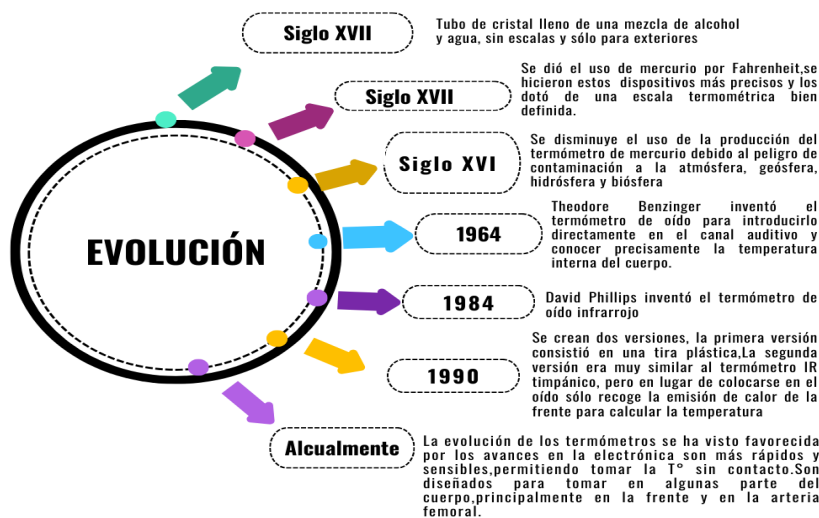 EVOLUCIÓN
Siglo XVII
Tubo de cristal lleno de una mezcla de alcohol
y agua, sin escalas y sólo para exteriores
Siglo XVII
Se dió el uso de mercurio por Fahrenheit,se
hicieron estos dispositivos más precisos y los
dotó de una escala termométrica bien
definida.
Siglo XVI
Se disminuye el uso de la producción del
termómetro de mercurio debido al peligro de
contaminación a la atmósfera, geósfera,
hidrósfera y biósfera
1964
Theodore Benzinger inventó el
termómetro de oído para introducirlo
directamente en el canal auditivo y
conocer precisamente la temperatura
interna del cuerpo.
1984
David Phillips inventó el termómetro de
oído infrarrojo
1990
Se crean dos versiones, la primera versión
consistió en una tira plástica,La segunda
versión era muy similar al termómetro IR
timpánico, pero en lugar de colocarse en el
oído sólo recoge la emisión de calor de la
frente para calcular la temperatura
Alcualmente
La evolución de los termómetros se ha visto favorecida
por los avances en la electrónica son más rápidos y
sensibles,permitiendo tomar la T° sin contacto.Son
diseñados para tomar en algunas parte del
cuerpo,principalmente en la frente y en la arteria
femoral.